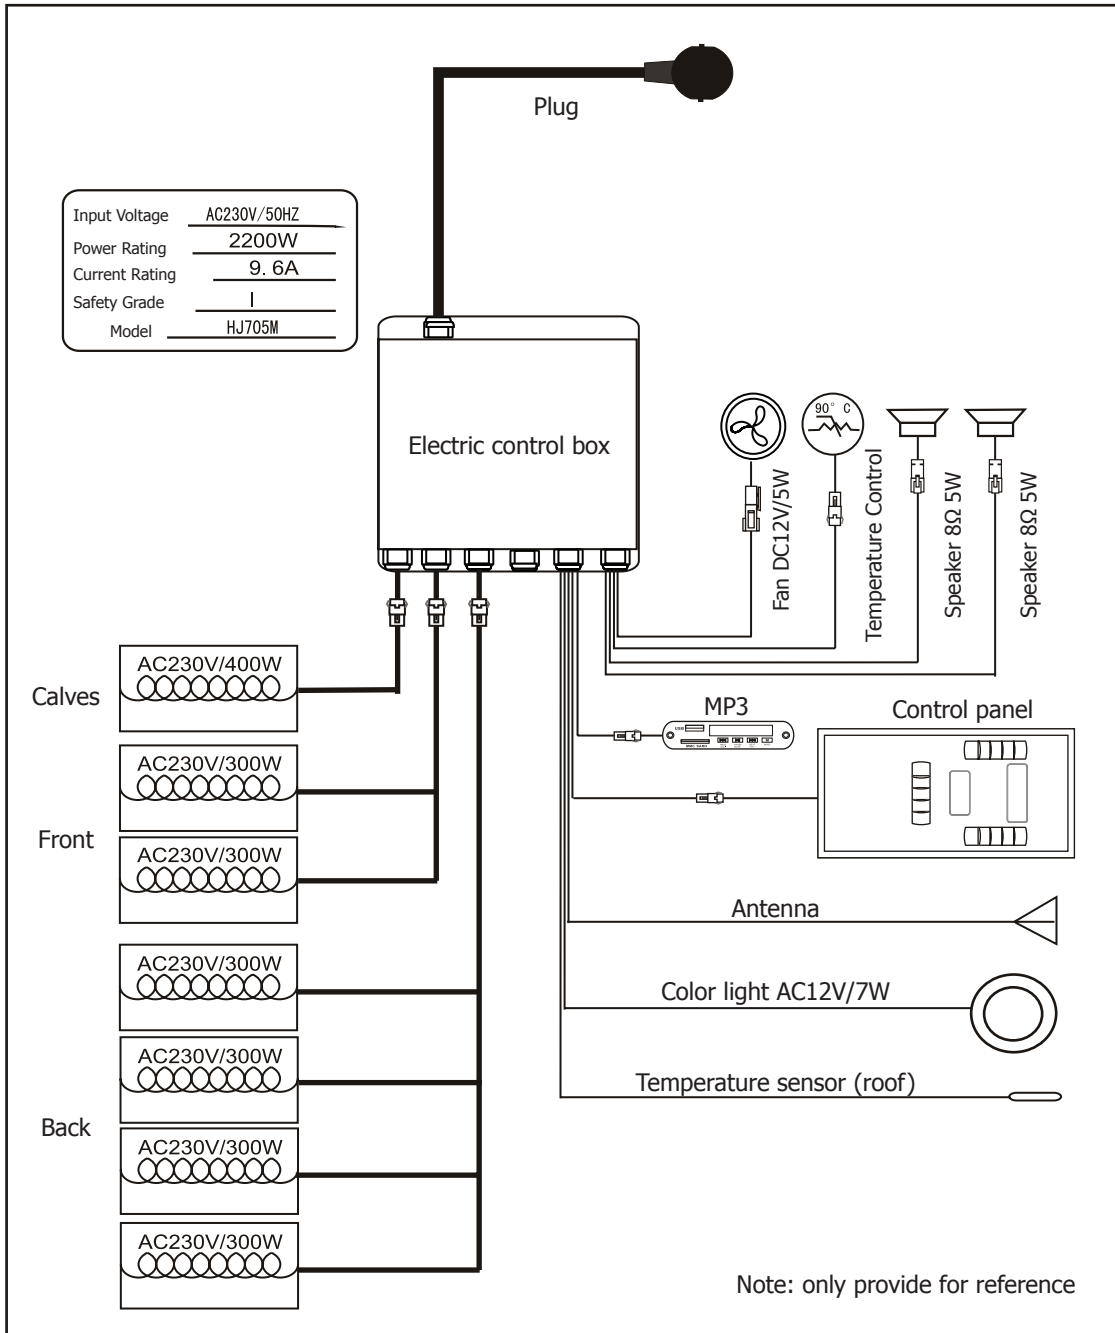 Plug
Input Voltage AC230V/50HZ
Power Rating 2200W
Current Rating 9. 6A
Safety Grade I
Model HJ705M
Electric control box
90° C
Fan DC12V/5W
Temperature Control
Speaker 8Ω 5W
Speaker 8Ω 5W
Calves
AC230V/400W
Front
AC230V/300W
AC230V/300W
Back
AC230V/300W
AC230V/300W
AC230V/300W
AC230V/300W
MP3
USB
Control panel
Antenna
Color light AC12V/7W
Temperature sensor (roof)
Note: only provide for reference